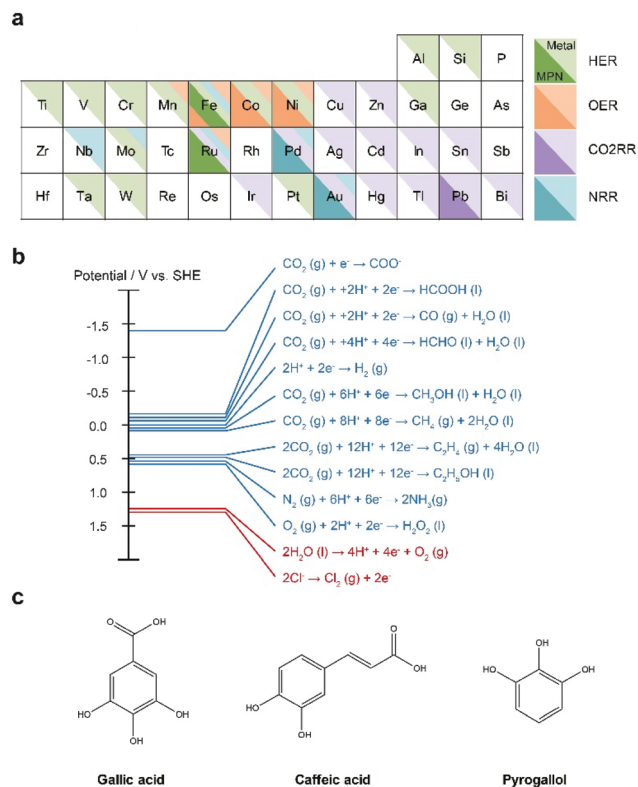 a
Al Si P
Metal
MPN
HER
Ti V Cr Mn Fe Co Ni Cu Zn Ga Ge As
OER
Zr Nb Mo Tc Ru Rh Pd Ag Cd In Sn Sb
CO2RR
Hf Ta W Re Os Ir Pt Au Hg Tl Pb Bi
NRR
b
Potential / V vs. SHE
-1.5
-1.0
-0.5
0.0
0.5
1.0
1.5
CO₂ (g) + e⁻ → COO⁻
CO₂ (g) + +2H⁺ + 2e⁻ → HCOOH (l)
CO₂ (g) + +2H⁺ + 2e⁻ → CO (g) + H₂O (l)
CO₂ (g) + +4H⁺ + 4e⁻ → HCHO (l) + H₂O (l)
2H⁺ + 2e⁻ → H₂ (g)
CO₂ (g) + 6H⁺ + 6e → CH₃OH (l) + H₂O (l)
CO₂ (g) + 8H⁺ + 8e⁻ → CH₄ (g) + 2H₂O (l)
2CO₂ (g) + 12H⁺ + 12e⁻ → C₂H₄ (g) + 4H₂O (l)
2CO₂ (g) + 12H⁺ + 12e⁻ → C₂H₅OH (l)
N₂ (g) + 6H⁺ + 6e⁻ → 2NH₃(g)
O₂ (g) + 2H⁺ + 2e⁻ → H₂O₂ (l)
2H₂O (l) → 4H⁺ + 4e⁻ + O₂ (g)
2Cl⁻ → Cl₂ (g) + 2e⁻
c
O OH
HO OH
OH
Gallic acid
O
OH
HO
OH
Caffeic acid
OH
HO OH
Pyrogallol